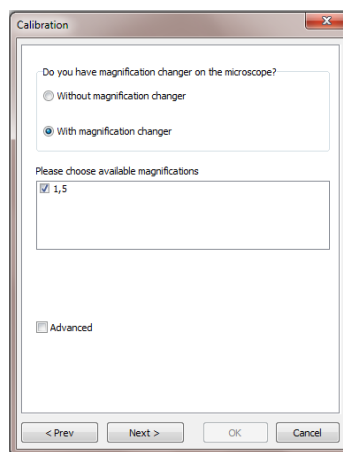 Calibration
Do you have magnification changer on the microscope?
Without magnification changer
With magnification changer
Please choose available magnifications
1,5
Advanced
< Prev Next > OK Cancel